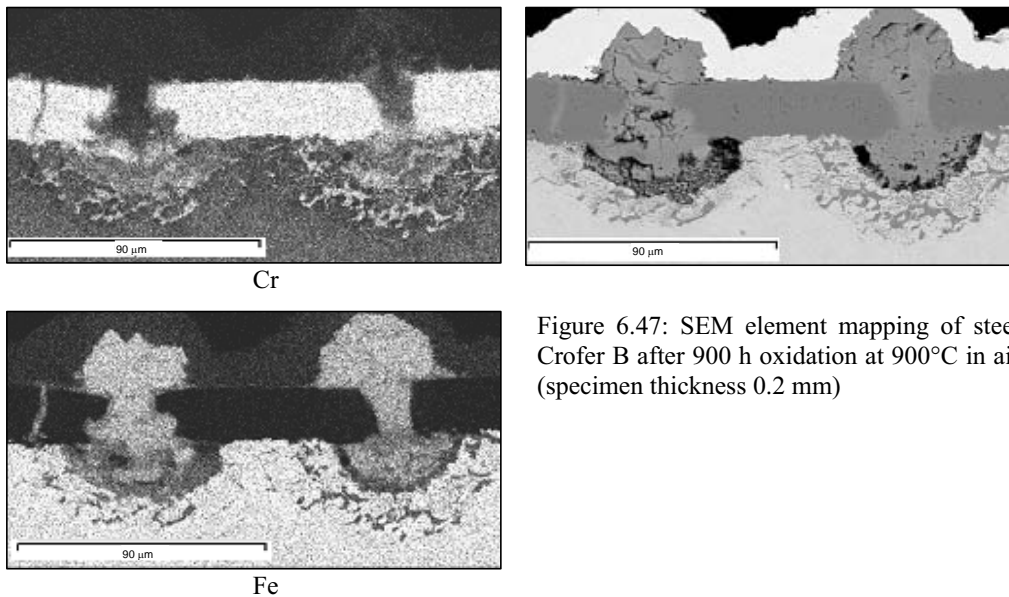 90 μm
Cr
90 μm
90 μm
Fe
Figure 6.47: SEM element mapping of stee
Crofer B after 900 h oxidation at 900°C in ai
(specimen thickness 0.2 mm)